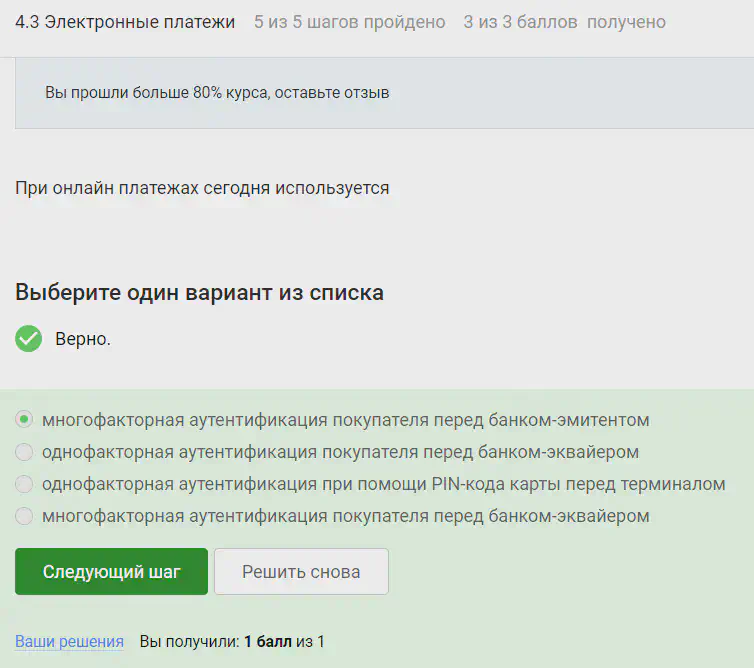 4.3 Электронные платежи 5 из 5 шагов пройдено 3 из 3 баллов получено
Вы прошли больше 80% курса, оставьте отзыв
При онлайн платежах сегодня используется
Выберите один вариант из списка
Верно.
многофакторная аутентификация покупателя перед банком-эмитентом
однофакторная аутентификация покупателя перед банком-эквайером
однофакторная аутентификация при помощи PIN-кода карты перед терминалом
многофакторная аутентификация покупателя перед банком-эквайером
Следующий шаг Решить снова
Ваши решения Вы получили: 1 балл из 1